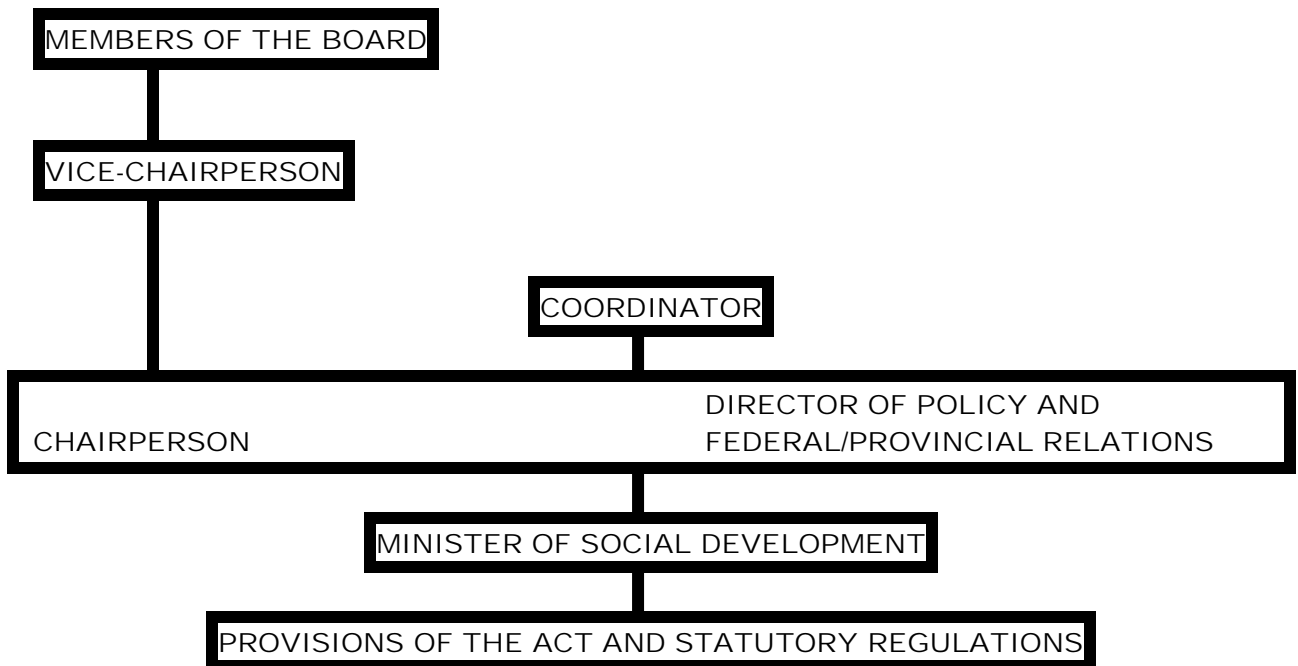 MEMBERS OF THE BOARD
VICE-CHAIRPERSON
COORDINATOR
CHAIRPERSON
DIRECTOR OF POLICY AND
FEDERAL/PROVINCIAL RELATIONS
MINISTER OF SOCIAL DEVELOPMENT
PROVISIONS OF THE ACT AND STATUTORY REGULATIONS